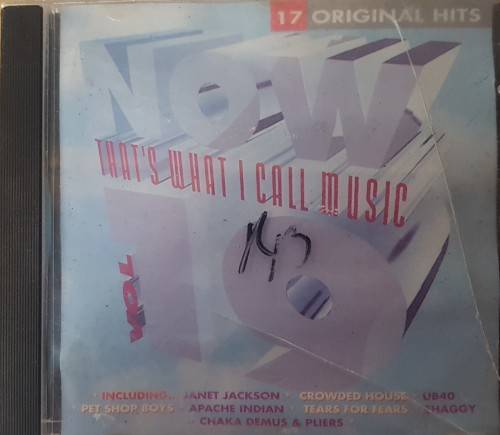 17 ORIGINAL HITS
NOW
THAT'S WHAT I CALL MUSIC
VOL
19
INCLUDING... JANET JACKSON · CROWDED HOUSE · UB40
· PET SHOP BOYS · APACHE INDIAN · TEARS FOR FEARS · SHAGGY
· CHAKA DEMUS & PLIERS ·